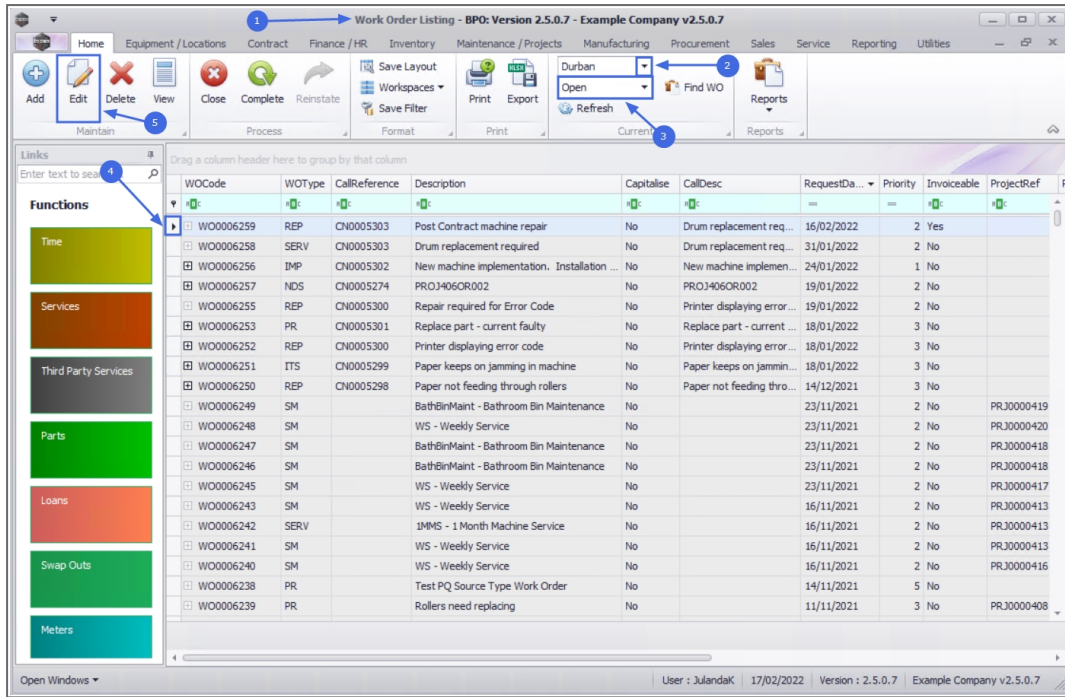 1 Work Order Listing - BPO: Version 2.5.0.7 - Example Company v2.5.0.7
Home Equipment / Locations Contract Finance / HR Inventory Maintenance / Projects Manufacturing Procurement Sales Service Reporting Utilities
Add Edit Delete View Close Complete Reinstate Save Layout Workspaces Save Filter Print Export Durban 2 Open Refresh Find WO Reports
5 Maintain Process Format Print Current 3 Reports
Links
Enter text to sea 4
Drag a column header here to group by that column
Functions
Time
Services
Third Party Services
Parts
Loans
Swap Outs
Meters
WOCode WOType CallReference Description Capitalise CallDesc RequestDa... Priority Invoiceable ProjectRef
WO0006259 REP CN0005303 Post Contract machine repair No Drum replacement req... 16/02/2022 2 Yes
WO0006258 SERV CN0005303 Drum replacement required No Drum replacement req... 31/01/2022 2 No
WO0006256 IMP CN0005302 New machine implementation. Installation ... No New machine implemen... 24/01/2022 1 No
WO0006257 NDS CN0005274 PROJ406OR002 No PROJ406OR002 19/01/2022 2 No
WO0006255 REP CN0005300 Repair required for Error Code No Printer displaying error... 19/01/2022 2 No
WO0006253 PR CN0005301 Replace part - current faulty No Replace part - current ... 18/01/2022 3 No
WO0006252 REP CN0005300 Printer displaying error code No Printer displaying error... 18/01/2022 3 No
WO0006251 ITS CN0005299 Paper keeps on jamming in machine No Paper keeps on jammin... 18/01/2022 3 No
WO0006250 REP CN0005298 Paper not feeding through rollers No Paper not feeding thro... 14/12/2021 3 No
WO0006249 SM BathBinMaint - Bathroom Bin Maintenance No 23/11/2021 2 No PRJ0000419
WO0006248 SM WS - Weekly Service No 23/11/2021 2 No PRJ0000420
WO0006247 SM BathBinMaint - Bathroom Bin Maintenance No 23/11/2021 2 No PRJ0000418
WO0006246 SM BathBinMaint - Bathroom Bin Maintenance No 23/11/2021 2 No PRJ0000418
WO0006245 SM WS - Weekly Service No 23/11/2021 2 No PRJ0000417
WO0006243 SM WS - Weekly Service No 16/11/2021 2 No PRJ0000413
WO0006242 SERV 1MMS - 1 Month Machine Service No 16/11/2021 2 No PRJ0000413
WO0006241 SM WS - Weekly Service No 16/11/2021 2 No PRJ0000413
WO0006240 SM WS - Weekly Service No 16/11/2021 2 No PRJ0000416
WO0006238 PR Test PQ Source Type Work Order No 14/11/2021 5 No
WO0006239 PR Rollers need replacing No 11/11/2021 3 No PRJ0000408
Open Windows User : JulandaK 17/02/2022 Version : 2.5.0.7 Example Company v2.5.0.7